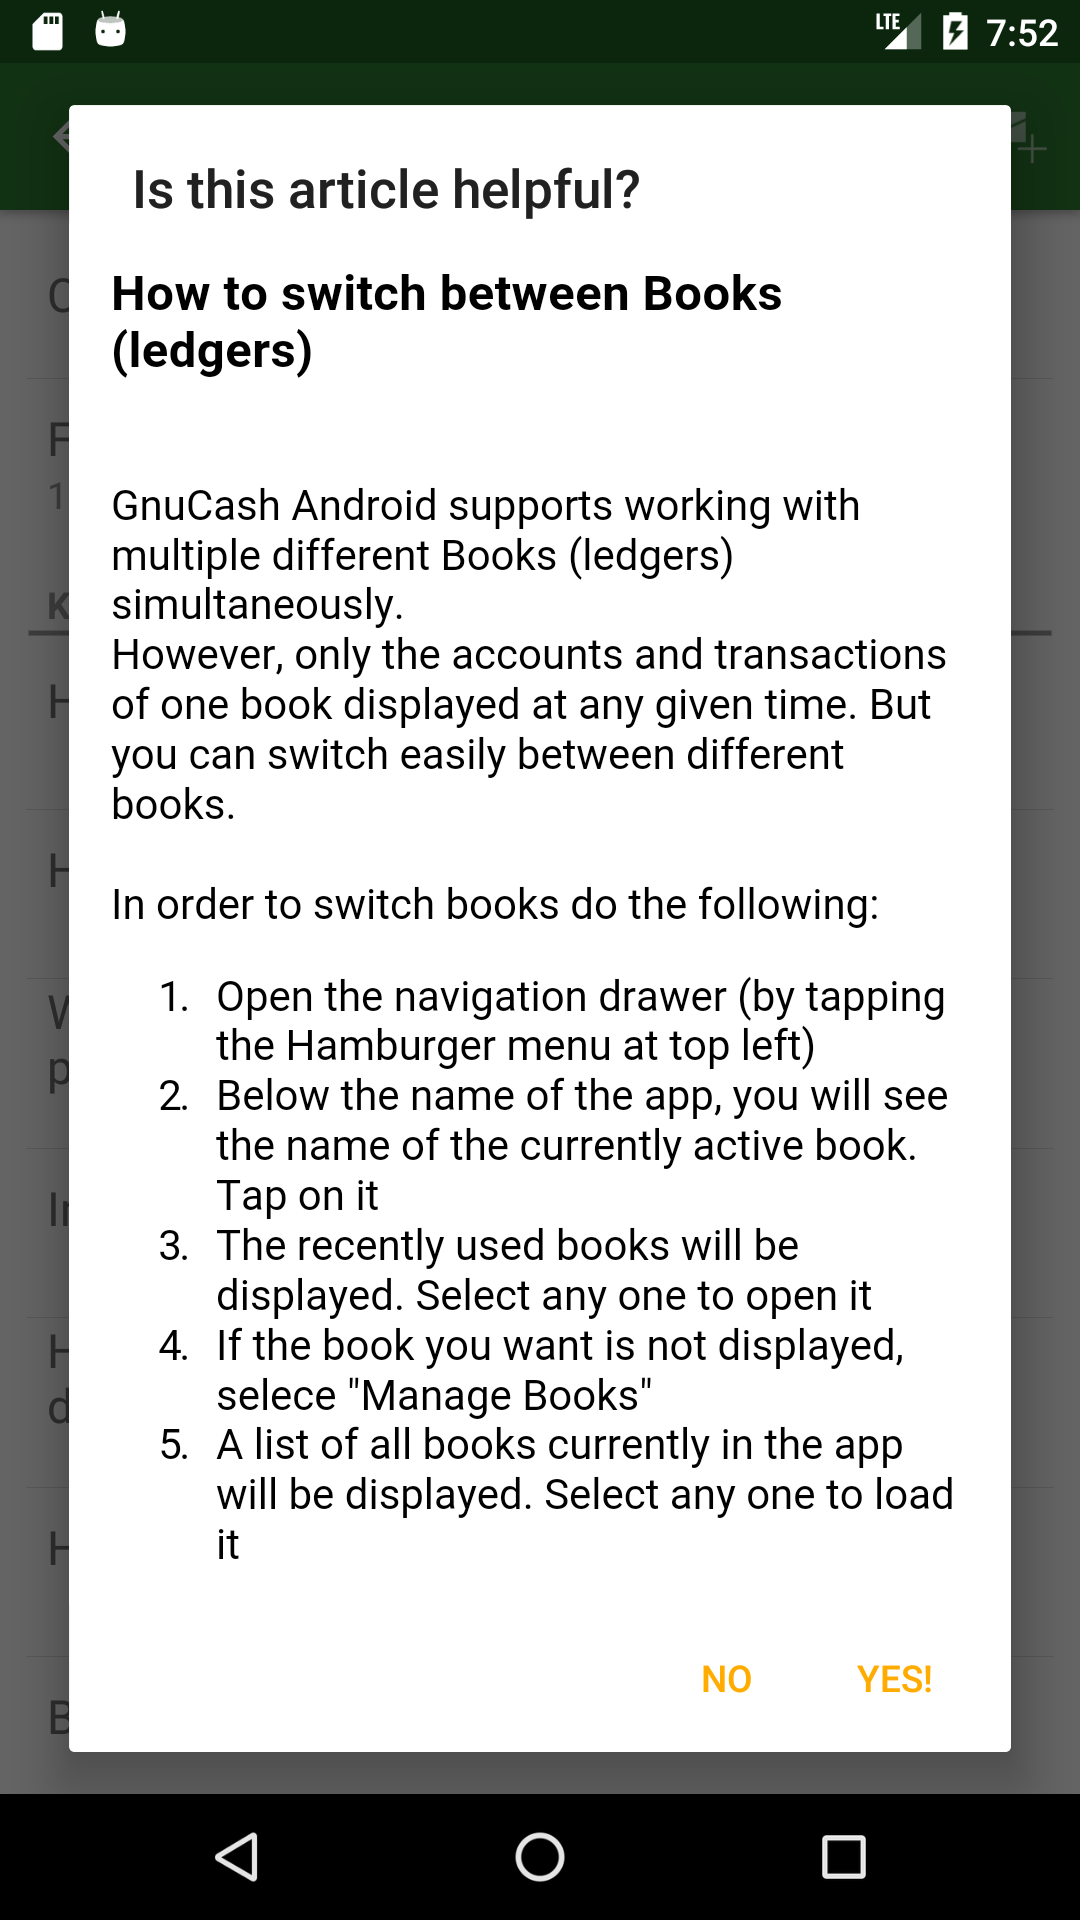 LTE 7:52
Is this article helpful?
How to switch between Books
(ledgers)
GnuCash Android supports working with
multiple different Books (ledgers)
simultaneously.
However, only the accounts and transactions
of one book displayed at any given time. But
you can switch easily between different
books.
In order to switch books do the following:
1. Open the navigation drawer (by tapping
the Hamburger menu at top left)
2. Below the name of the app, you will see
the name of the currently active book.
Tap on it
3. The recently used books will be
displayed. Select any one to open it
4. If the book you want is not displayed,
selece "Manage Books"
5. A list of all books currently in the app
will be displayed. Select any one to load
it
NO YES!